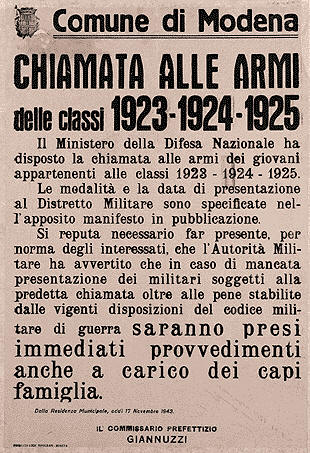 Comune di Modena
CHIAMATA ALLE ARMI
delle classi 1923-1924-1925
Il Ministero della Difesa Nazionale ha
disposto la chiamata alle armi dei giovani
appartenenti alle classi 1923 - 1924 - 1925.
Le modalità e la data di presentazione
al Distretto Militare sono specificate nel-
l'apposito manifesto in pubblicazione.
Si reputa necessario far presente, per
norma degli interessati, che l'Autorità Mili-
tare ha avvertito che in caso di mancata
presentazione dei militari soggetti alla
predetta chiamata oltre alle pene stabilite
dalle vigenti disposizioni del codice mili-
tare di guerra saranno presi
immediati provvedimenti
anche a carico dei capi
famiglia.
Dalla Residenza Municipale, addì 17 Novembre 1943.
IL COMMISSARIO PREFETTIZIO
GIANNUZZI